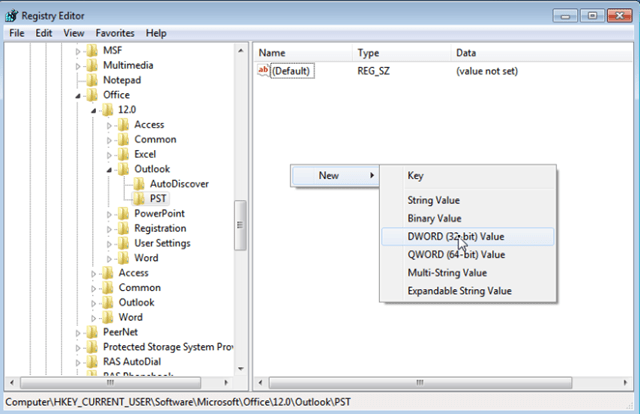 Registry Editor
File Edit View Favorites Help
MSF
Multimedia
Notepad
Office
12.0
Access
Common
Excel
Outlook
AutoDiscover
PST
PowerPoint
Registration
User Settings
Word
Access
Common
Outlook
Word
PeerNet
Protected Storage System Prov
RAS AutoDial
Name Type Data
ab (Default) REG_SZ (value not set)
New
Key
String Value
Binary Value
DWORD (32-bit) Value
QWORD (64-bit) Value
Multi-String Value
Expandable String Value
Computer\HKEY_CURRENT_USER\Software\Microsoft\Office\12.0\Outlook\PST